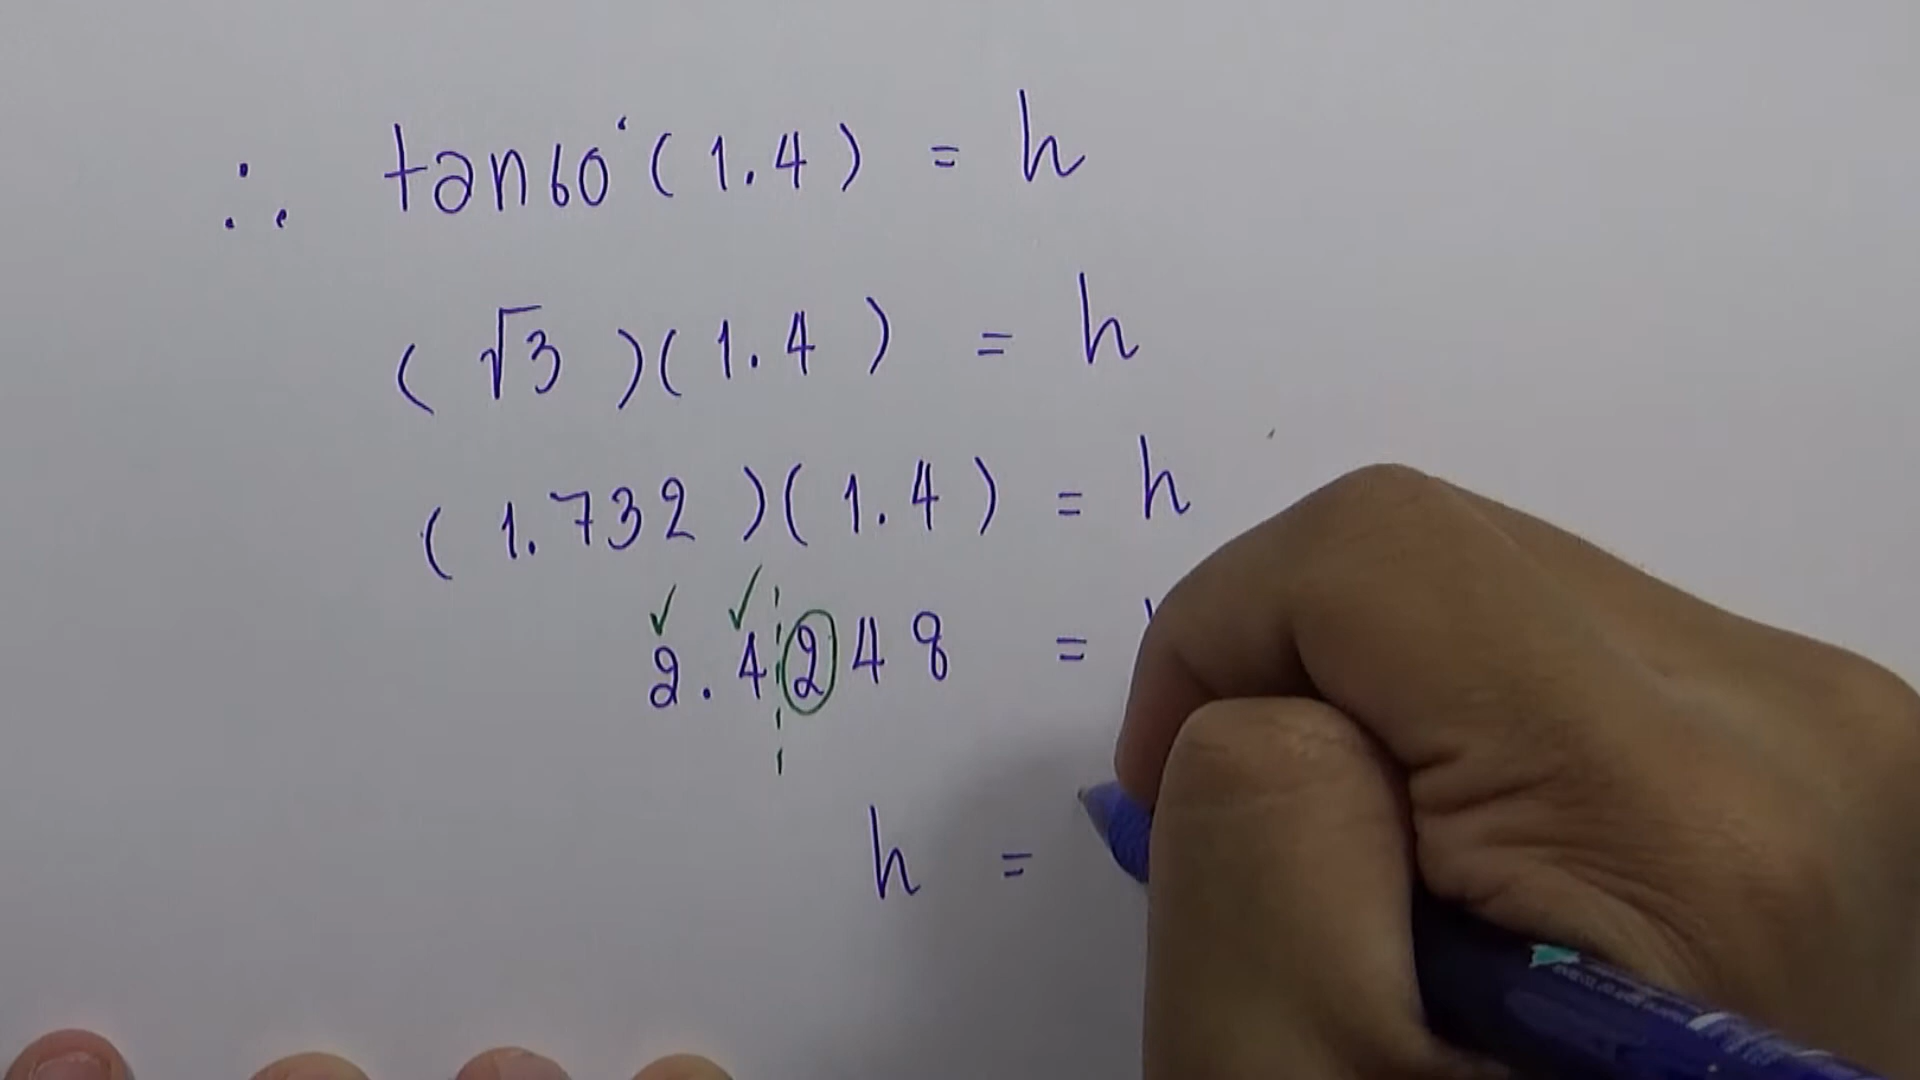 ∴ tan60°(1.4) = h
(√3)(1.4) = h
(1.732)(1.4) = h
✓ ✓
2.4248 =
h =